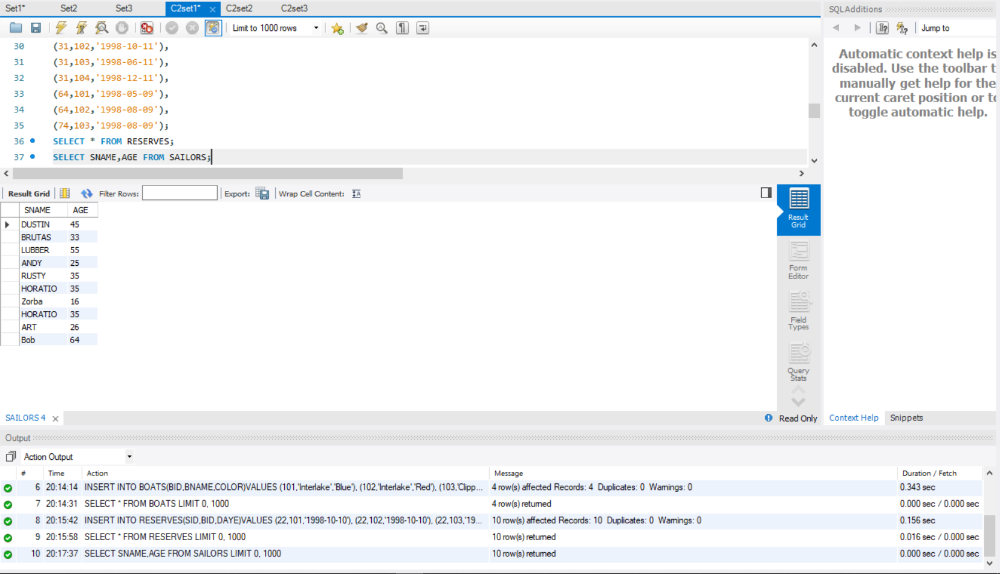 Set1* Set2 Set3 C2set1* C2set2 C2set3
SQLAdditions
Limit to 1000 rows
Jump to
30 (31,102,'1998-10-11'),
31 (31,103,'1998-06-11'),
32 (31,104,'1998-12-11'),
33 (64,101,'1998-05-09'),
34 (64,102,'1998-08-09'),
35 (74,103,'1998-08-09');
36 SELECT * FROM RESERVES;
37 SELECT SNAME,AGE FROM SAILORS;
Automatic context help is
disabled. Use the toolbar t
manually get help for the
current caret position or to
toggle automatic help.
Result Grid Filter Rows: Export: Wrap Cell Content: IA
SNAME AGE
DUSTIN 45
BRUTAS 33
LUBBER 55
ANDY 25
RUSTY 35
HORATIO 35
Zorba 16
HORATIO 35
ART 26
Bob 64
Result
Grid
Form
Editor
Field
Types
Query
Stats
SAILORS 4
Read Only
Context Help Snippets
Output
Action Output
# Time Action Message Duration / Fetch
6 20:14:14 INSERT INTO BOATS(BID,BNAME,COLOR)VALUES (101,'Interlake','Blue'), (102,'Interlake','Red'), (103,'Clipp... 4 row(s) affected Records: 4 Duplicates: 0 Warnings: 0 0.343 sec
7 20:14:31 SELECT * FROM BOATS LIMIT 0, 1000 4 row(s) returned 0.000 sec / 0.000 sec
8 20:15:42 INSERT INTO RESERVES(SID,BID,DAYE)VALUES (22,101,'1998-10-10'), (22,102,'1998-10-10'), (22,103,'19... 10 row(s) affected Records: 10 Duplicates: 0 Warnings: 0 0.156 sec
9 20:15:58 SELECT * FROM RESERVES LIMIT 0, 1000 10 row(s) returned 0.016 sec / 0.000 sec
10 20:17:37 SELECT SNAME,AGE FROM SAILORS LIMIT 0, 1000 10 row(s) returned 0.000 sec / 0.000 sec